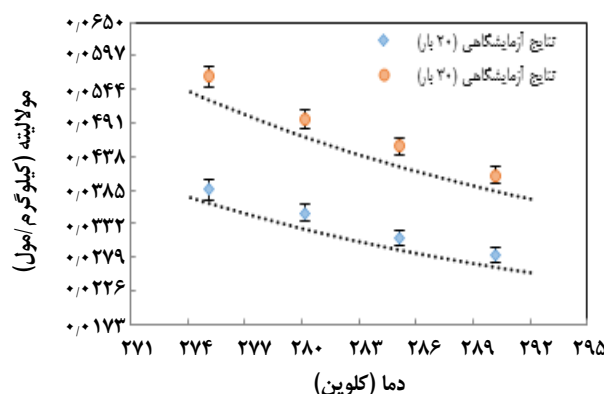 نتایج آزمایشگاهی (۲۰ بار)
نتایج آزمایشگاهی (۳۰ بار)
۰٫۰۶۵۰
۰٫۰۵۹۷
۰٫۰۵۴۴
۰٫۰۴۹۱
۰٫۰۴۳۸
۰٫۰۳۸۵
۰٫۰۳۳۲
۰٫۰۲۷۹
۰٫۰۲۲۶
۰٫۰۱۷۳
مولالیته (کیلوگرم/مول)
۲۷۱ ۲۷۴ ۲۷۷ ۲۸۰ ۲۸۳ ۲۸۶ ۲۸۹ ۲۹۲ ۲۹۵
دما (کلوین)